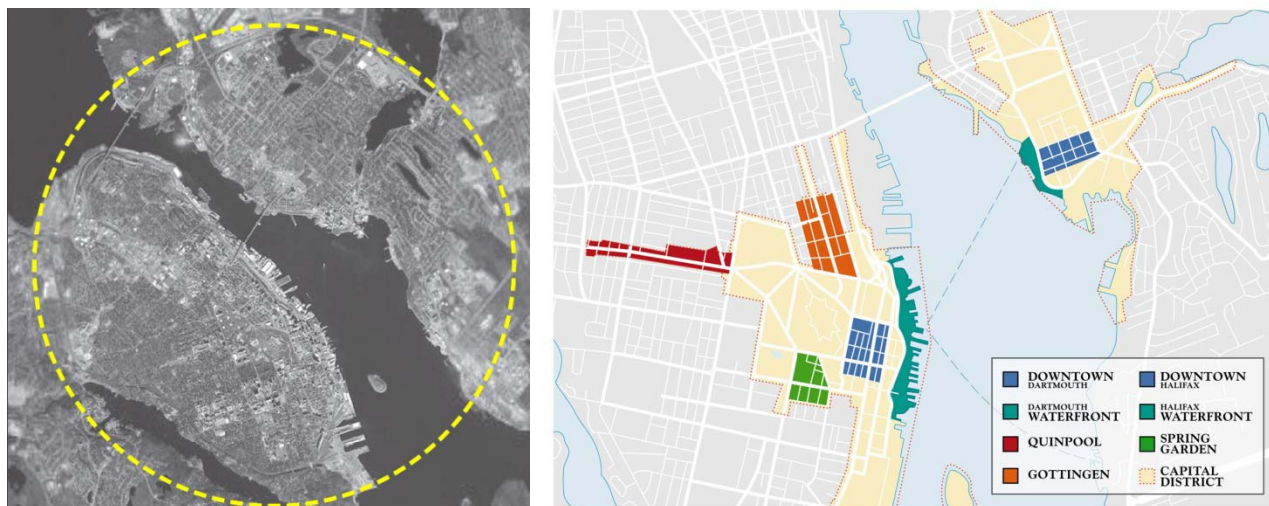 DOWNTOWN
DARTMOUTH
DOWNTOWN
HALIFAX
DARTMOUTH
WATERFRONT
HALIFAX
WATERFRONT
QUINPOOL
SPRING
GARDEN
GOTTINGEN
CAPITAL
DISTRICT